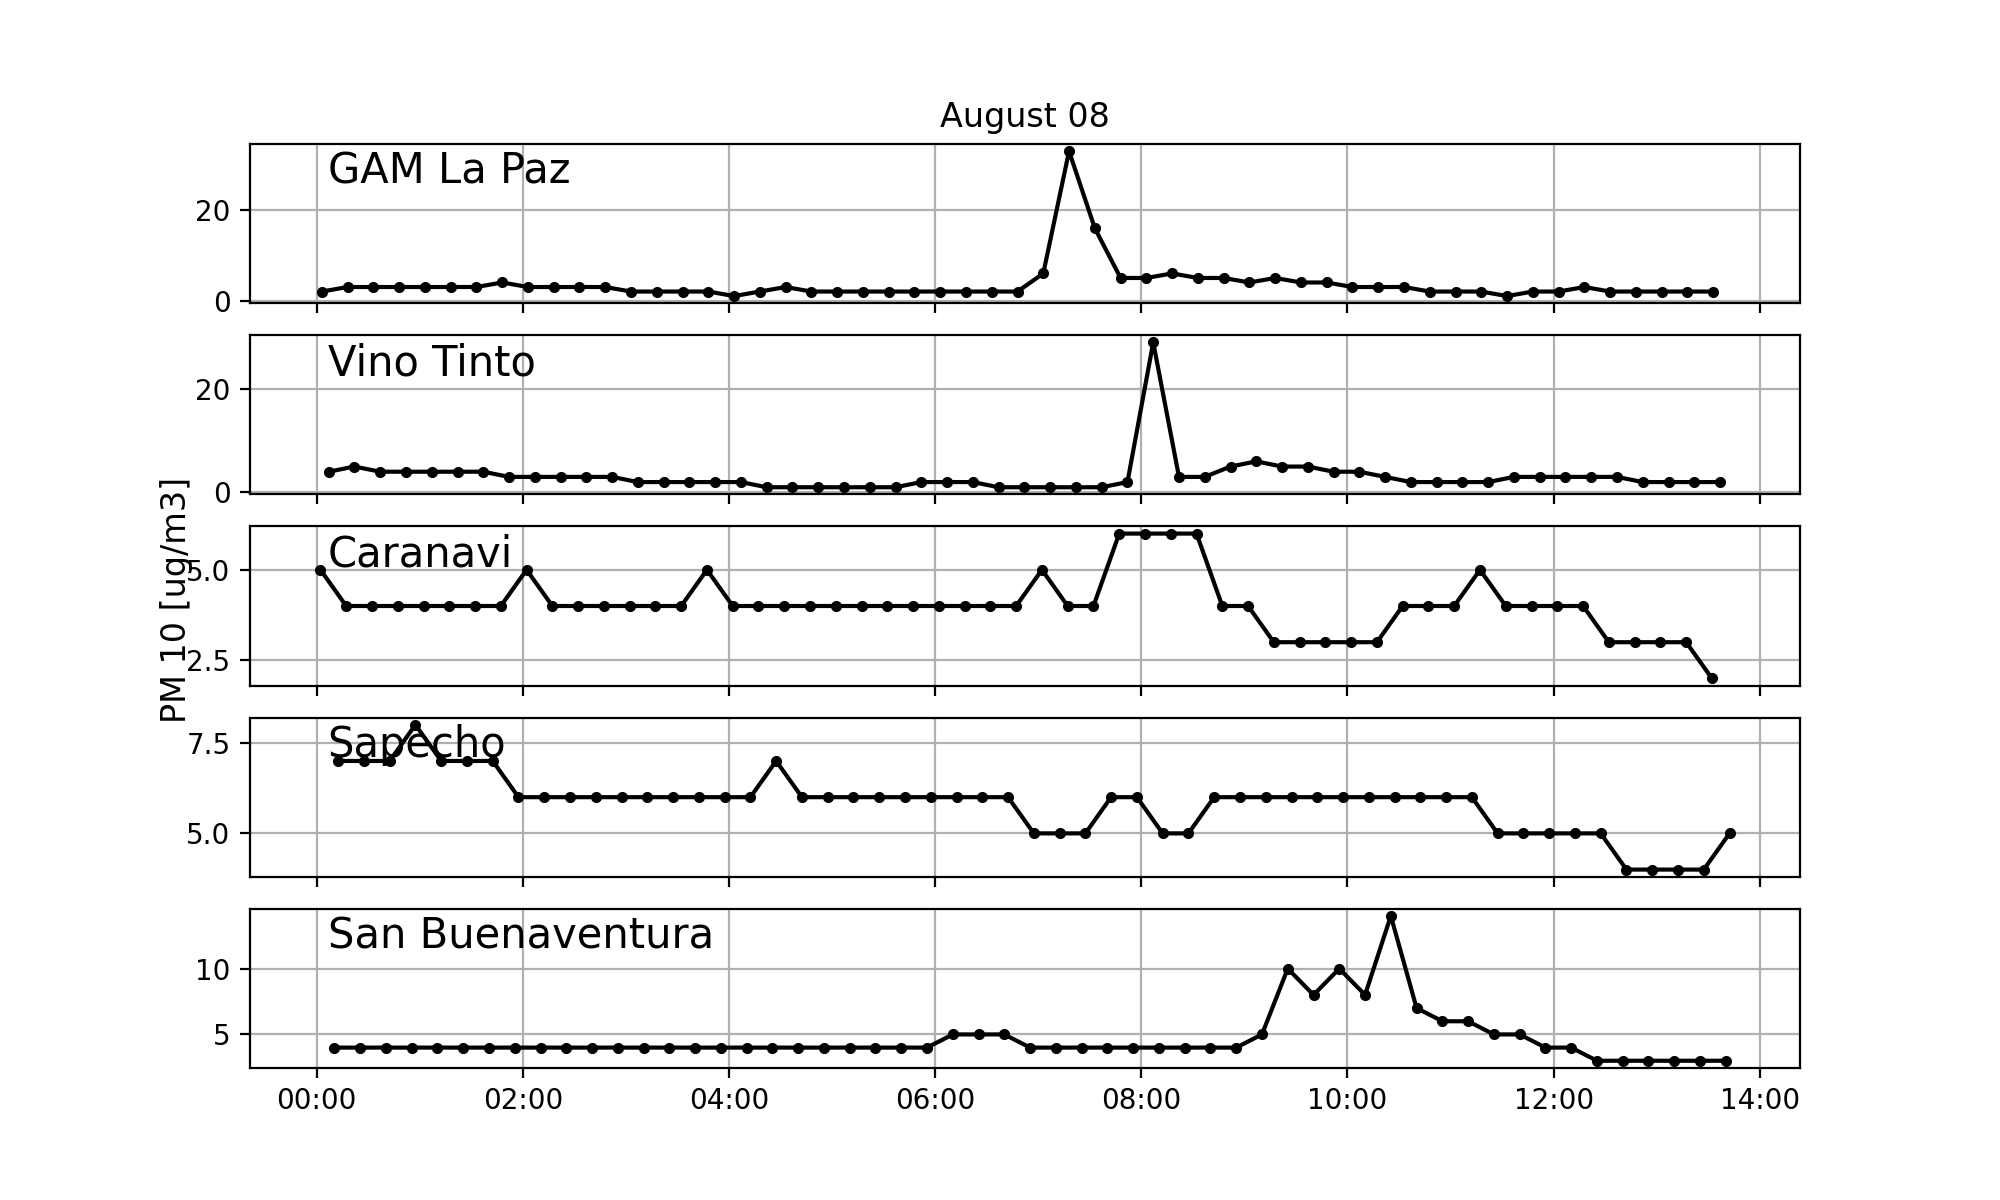 August 08
PM 10 [ug/m3]
GAM La Paz
20
0
Vino Tinto
20
0
Caranavi
5.0
2.5
Sapecho
7.5
5.0
San Buenaventura
10
5
00:00 02:00 04:00 06:00 08:00 10:00 12:00 14:00